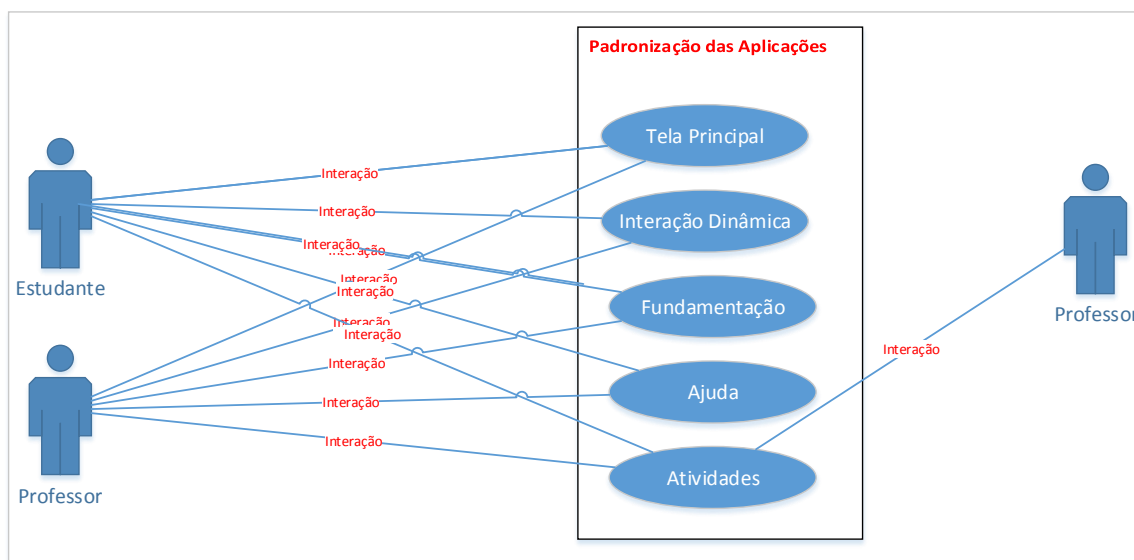 Padronização das Aplicações
Tela Principal
Interação
Interação
Interação Dinâmica
Interação
Interação
Interação
Estudante
Interação
Fundamentação
Professor
Interação
Interação
Interação
Interação
Ajuda
Interação
Interação
Atividades
Professor